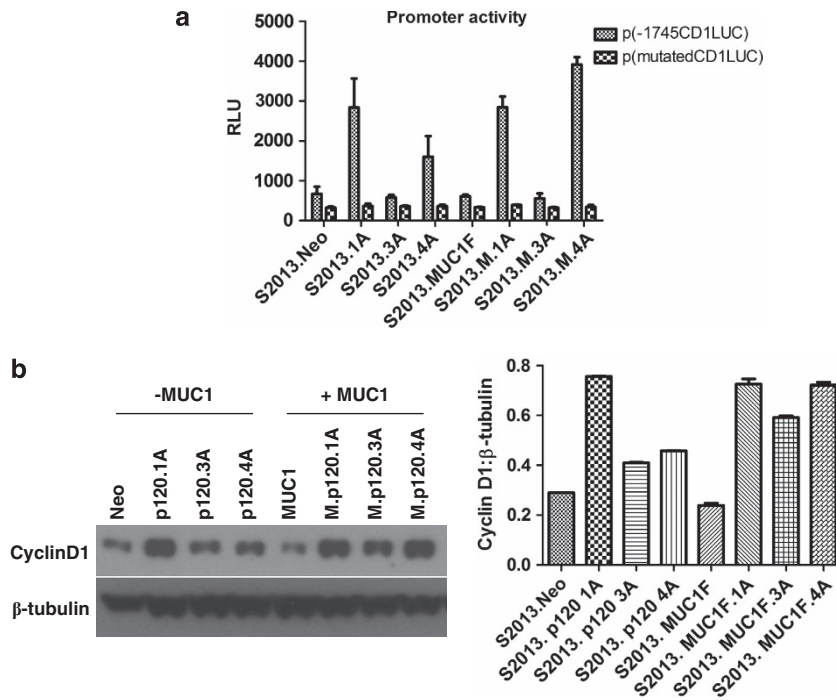 a
Promoter activity
p(-1745CD1LUC)
p(mutatedCD1LUC)
RLU
5000
4000
3000
2000
1000
0
S2013.Neo
S2013.1A
S2013.3A
S2013.4A
S2013.MUC1F
S2013.M.1A
S2013.M.3A
S2013.M.4A
b
-MUC1
+ MUC1
Neo
p120.1A
p120.3A
p120.4A
MUC1
M.p120.1A
M.p120.3A
M.p120.4A
CyclinD1
β-tubulin
Cyclin D1:β-tubulin
0.8
0.6
0.4
0.2
0.0
S2013.Neo
S2013. p120 1A
S2013. p120 3A
S2013. p120 4A
S2013. MUC1F
S2013. MUC1F.1A
S2013. MUC1F.3A
S2013. MUC1F.4A